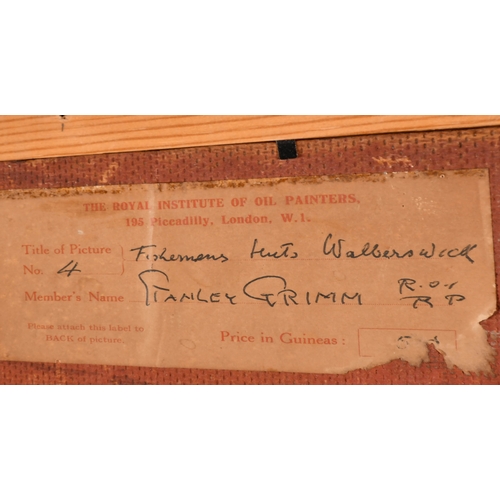 THE ROYAL INSTITUTE OF OIL PAINTERS,
195 Piccadilly, London, W.1.
Title of Picture Fishermens Huts Walberswick
No. 4
Member's Name STANLEY GRIMM R.O.I R P
Please attach this label to
BACK of picture.
Price in Guineas :